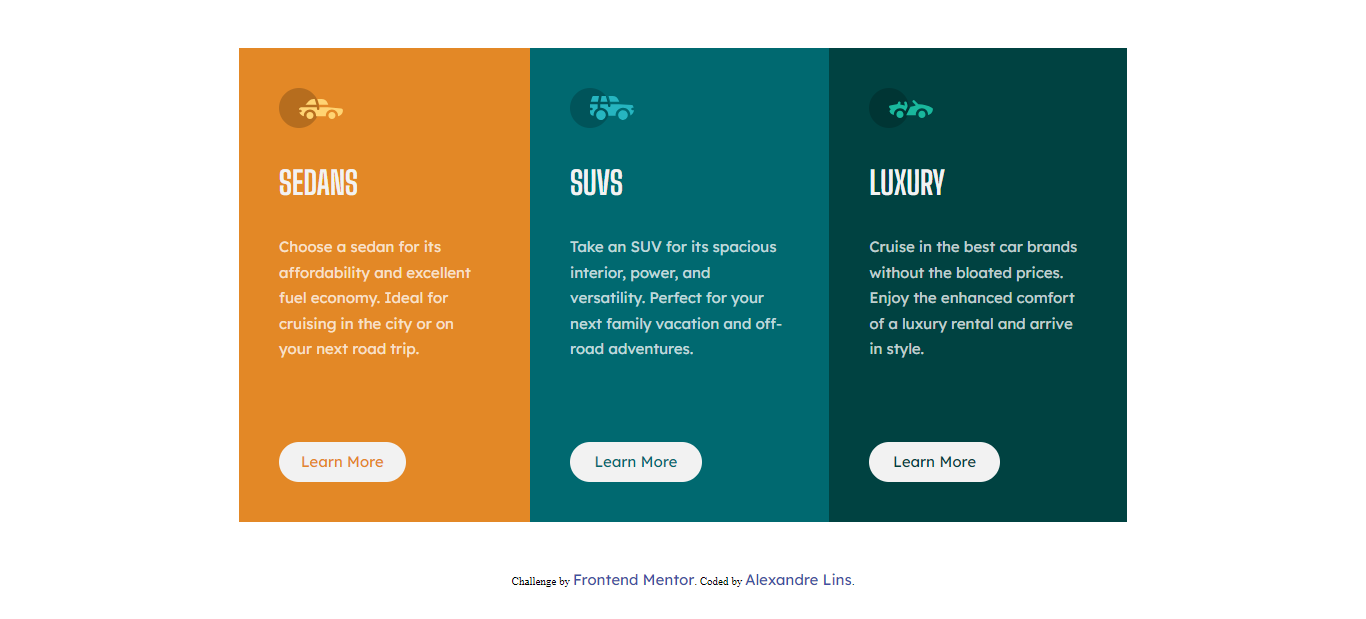 SEDANS
Choose a sedan for its
affordability and excellent
fuel economy. Ideal for
cruising in the city or on
your next road trip.
Learn More
SUVS
Take an SUV for its spacious
interior, power, and
versatility. Perfect for your
next family vacation and off-
road adventures.
Learn More
LUXURY
Cruise in the best car brands
without the bloated prices.
Enjoy the enhanced comfort
of a luxury rental and arrive
in style.
Learn More
Challenge by Frontend Mentor. Coded by Alexandre Lins.